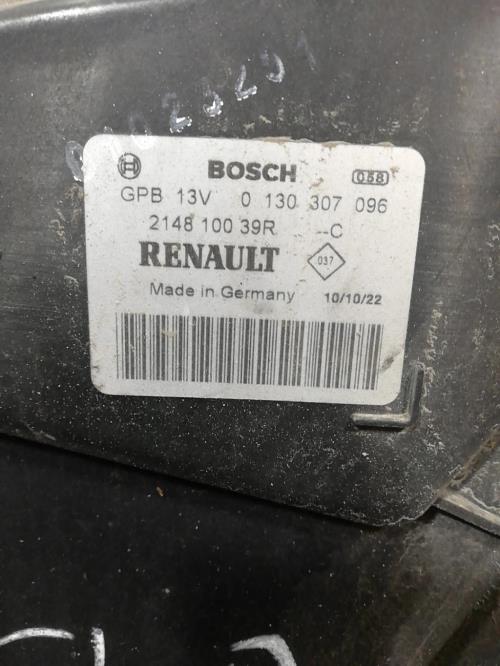 BOSCH 058
GPB 13V 0 130 307 096
2148 100 39R --C
RENAULT 037
Made in Germany 10/10/22